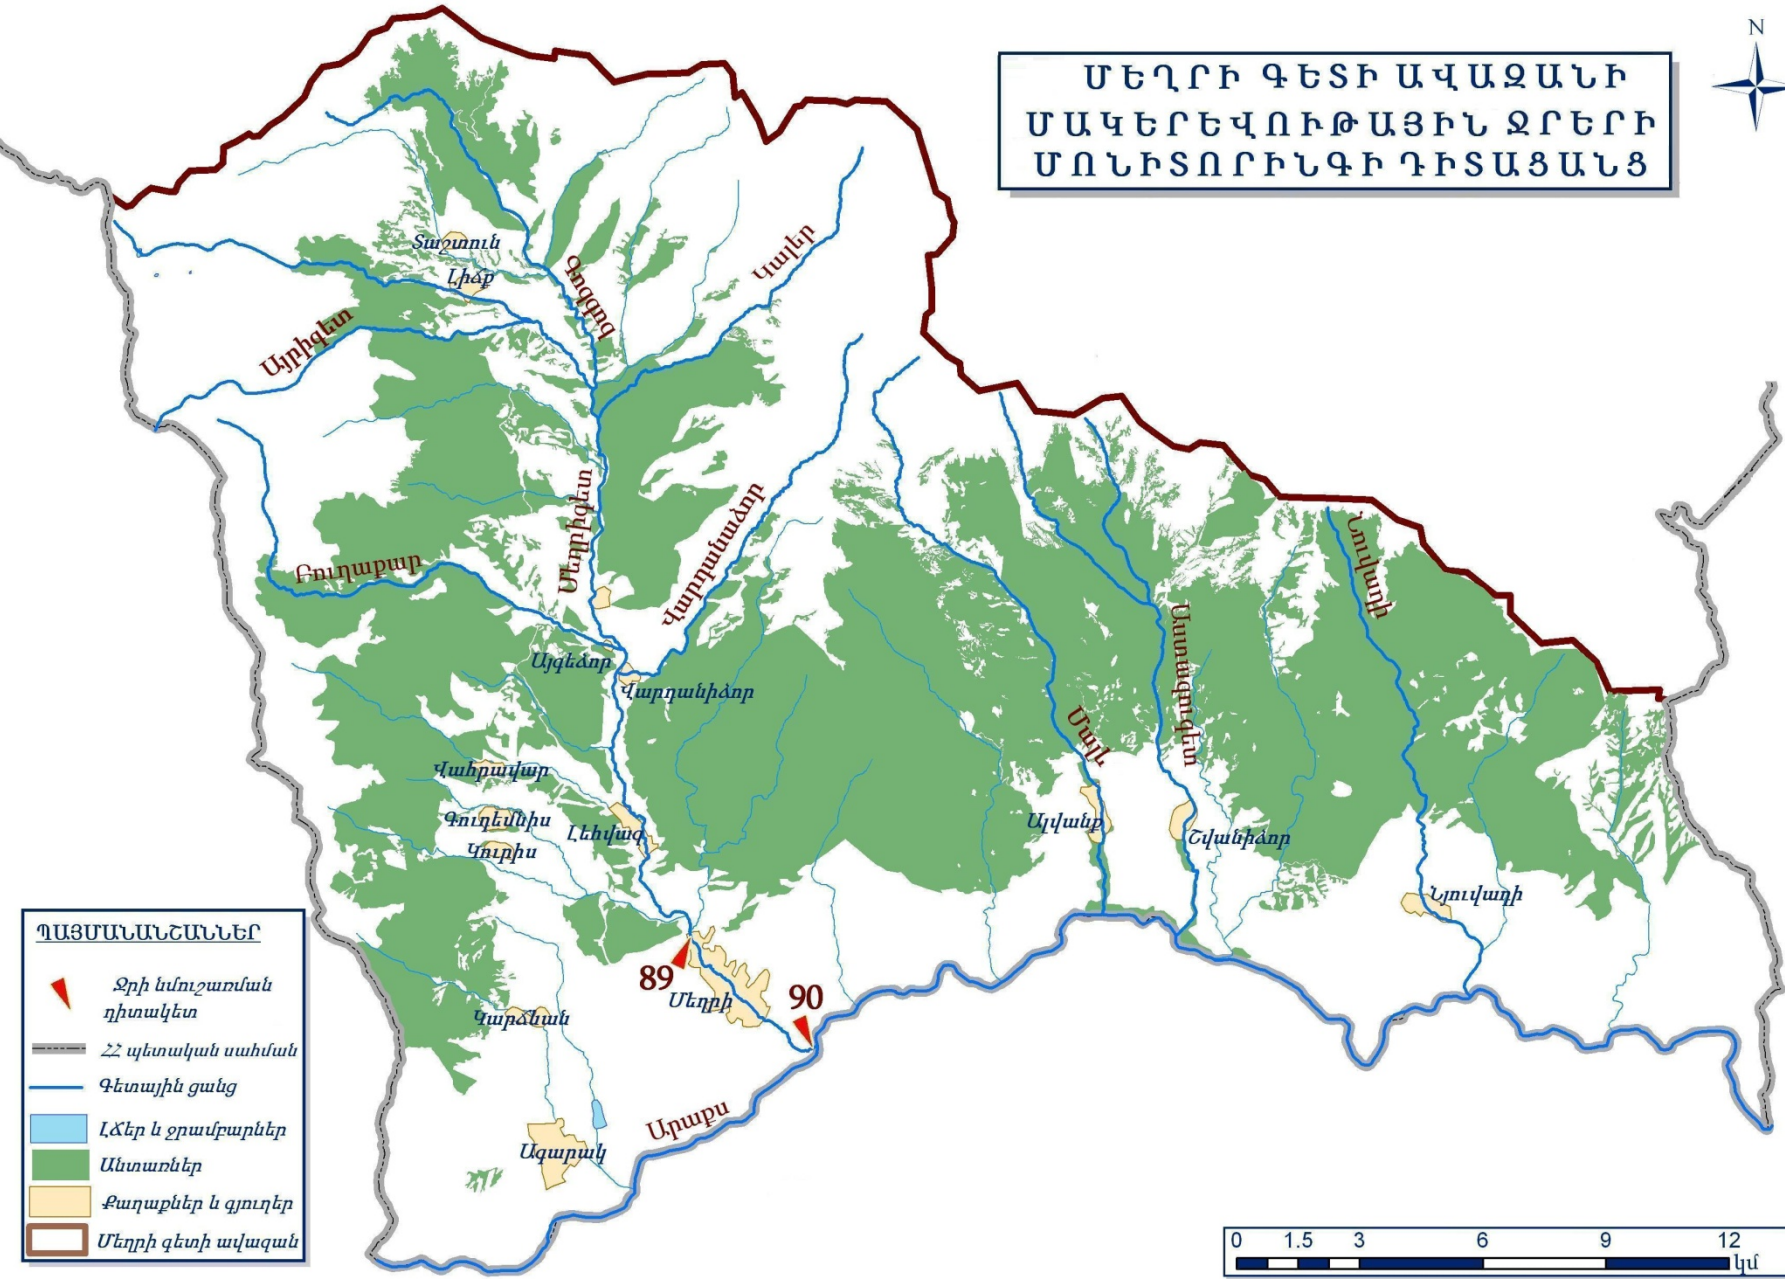 ՄԵՂՐԻ ԳԵՏԻ ԱՎԱԶԱՆԻ
ՄԱԿԵՐԵՎՈՒԹԱՅԻՆ ՋՐԵՐԻ
ՄՈՆԻՏՈՐԻՆԳԻ ԴԻՏԱՑԱՆՑ
N
Տաշտուն
Լիճք
Գոզգոզ
Կալեր
Այրիգետ
Մեղրիգետ
Վարդանաձոր
Բուղաքար
Նուվադի
Այգեձոր
Վարդանիձոր
Աստազուգետ
Մալև
Վահրավար
Գուդեմնիս
Կուրիս
Լեհվազ
Ալվանք
Շվանիձոր
Նյուվադի
89
Մեղրի
90
Կարճևան
Արաքս
Ագարակ
ՊԱՅՄԱՆԱՆՇԱՆՆԵՐ
Ջրի նմուշառման
դիտակետ
ՀՀ պետական սահման
Գետային ցանց
Լճեր և ջրամբարներ
Անտառներ
Քաղաքներ և գյուղեր
Մեղրի գետի ավազան
0 1.5 3 6 9 12
կմ